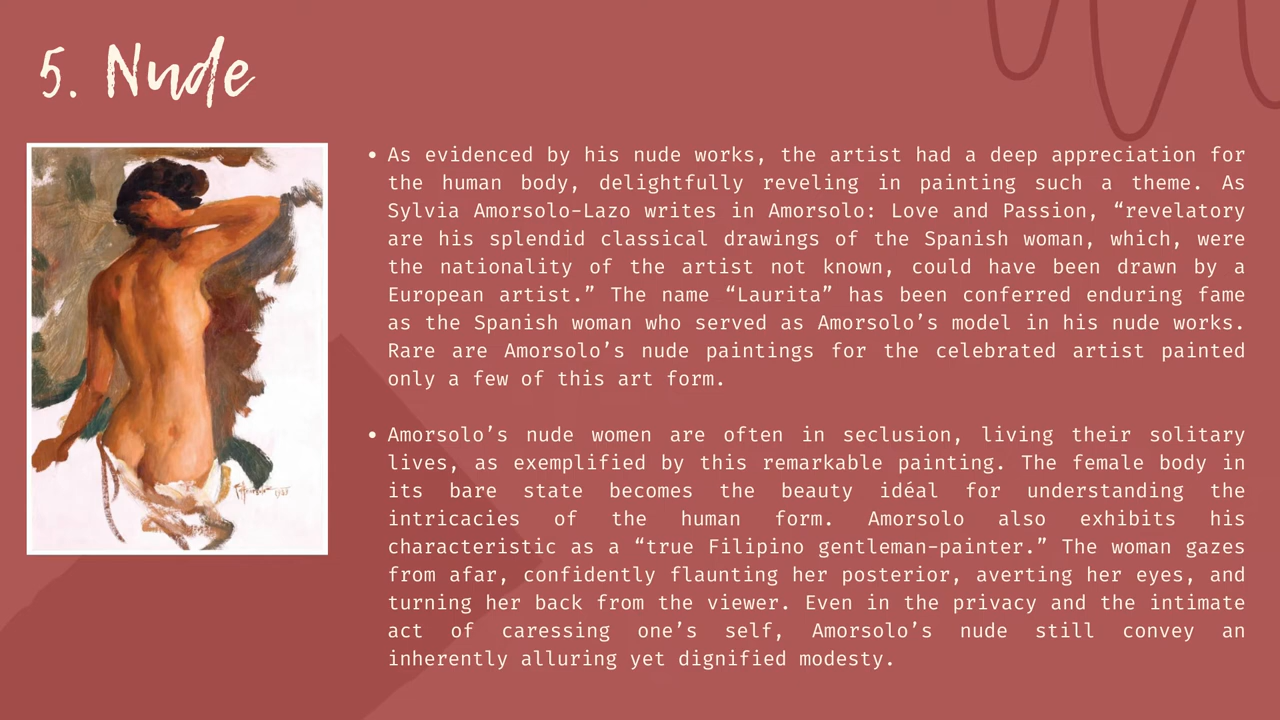 5. Nude
• As evidenced by his nude works, the artist had a deep appreciation for
the human body, delightfully reveling in painting such a theme. As
Sylvia Amorsolo-Lazo writes in Amorsolo: Love and Passion, “revelatory
are his splendid classical drawings of the Spanish woman, which, were
the nationality of the artist not known, could have been drawn by a
European artist.” The name “Laurita” has been conferred enduring fame
as the Spanish woman who served as Amorsolo’s model in his nude works.
Rare are Amorsolo’s nude paintings for the celebrated artist painted
only a few of this art form.
• Amorsolo’s nude women are often in seclusion, living their solitary
lives, as exemplified by this remarkable painting. The female body in
its bare state becomes the beauty idéal for understanding the
intricacies of the human form. Amorsolo also exhibits his
characteristic as a “true Filipino gentleman-painter.” The woman gazes
from afar, confidently flaunting her posterior, averting her eyes, and
turning her back from the viewer. Even in the privacy and the intimate
act of caressing one’s self, Amorsolo’s nude still convey an
inherently alluring yet dignified modesty.